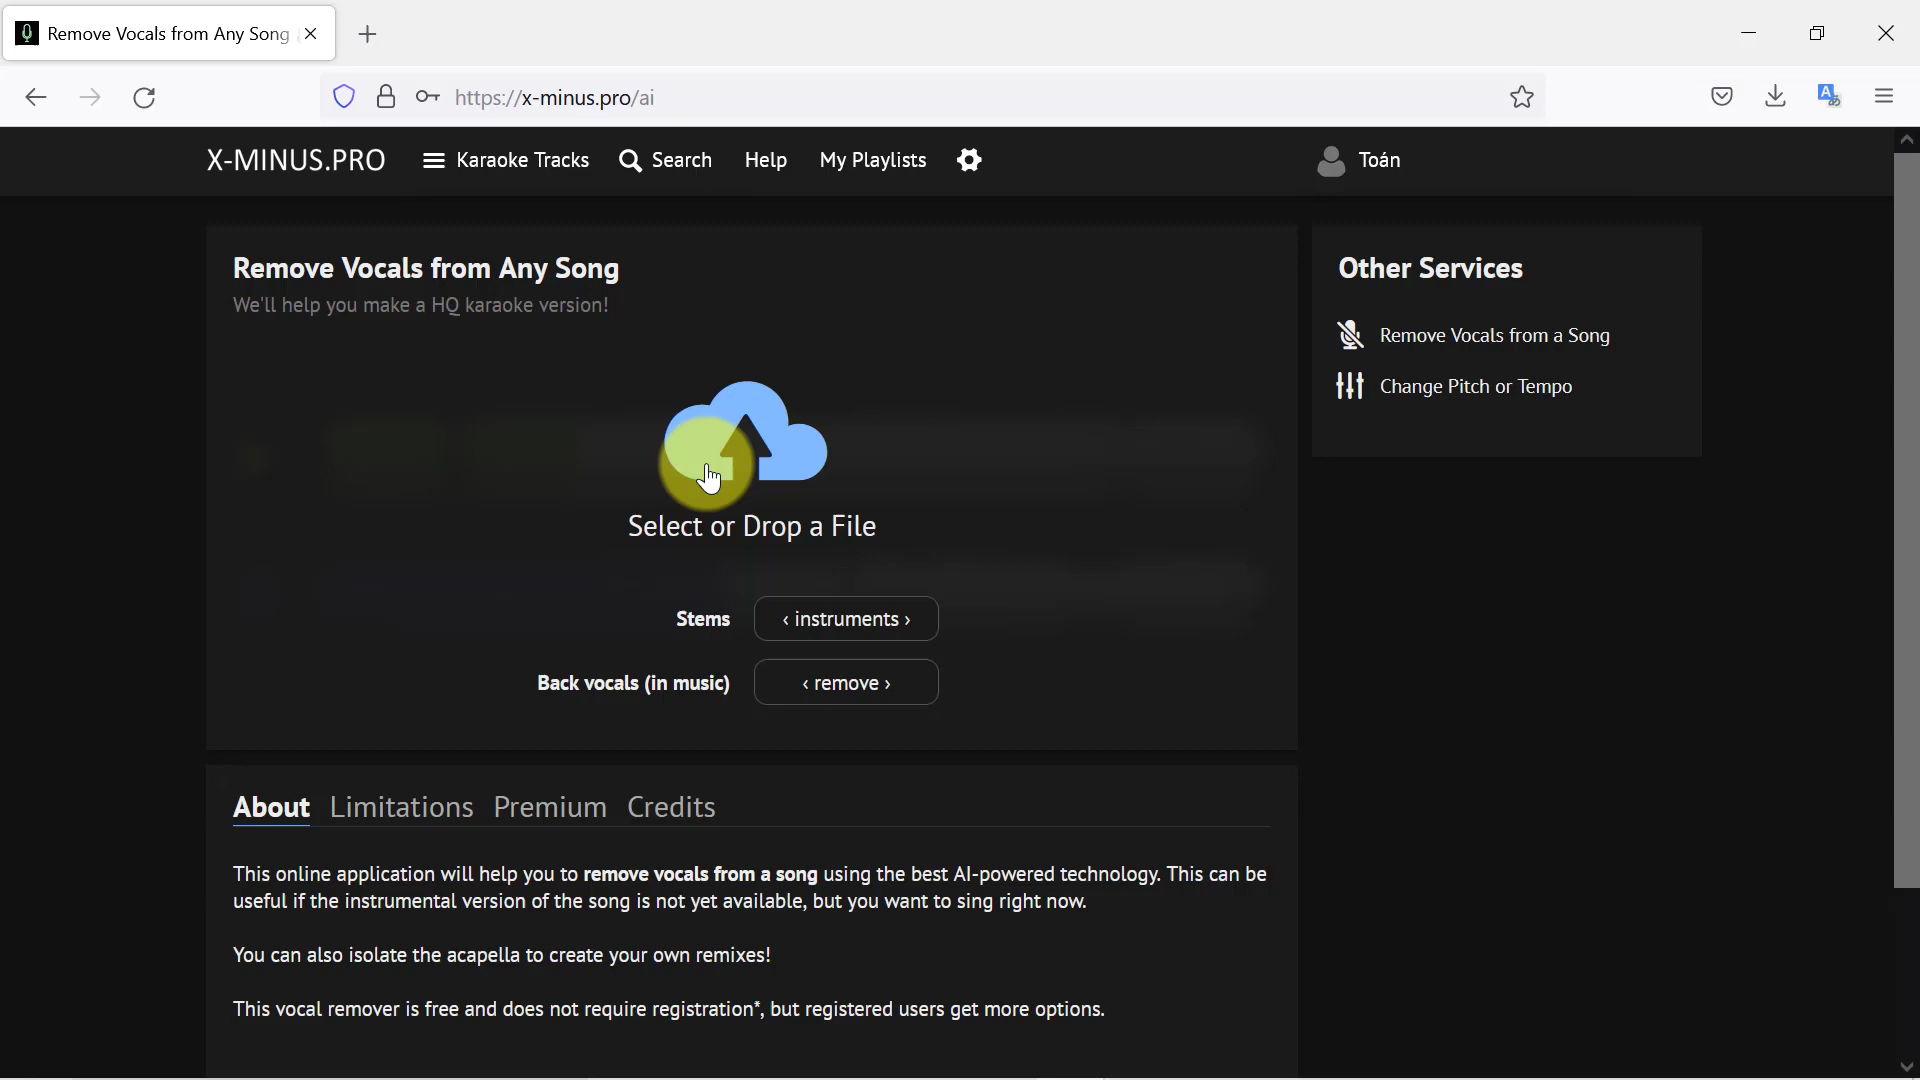 Remove Vocals from Any Song
https://x-minus.pro/ai
X-MINUS.PRO
Karaoke Tracks
Search
Help
My Playlists
Toán
Remove Vocals from Any Song
We'll help you make a HQ karaoke version!
Select or Drop a File
Stems
‹ instruments ›
Back vocals (in music)
‹ remove ›
Other Services
Remove Vocals from a Song
Change Pitch or Tempo
About Limitations Premium Credits
This online application will help you to remove vocals from a song using the best AI-powered technology. This can be
useful if the instrumental version of the song is not yet available, but you want to sing right now.
You can also isolate the acapella to create your own remixes!
This vocal remover is free and does not require registration*, but registered users get more options.